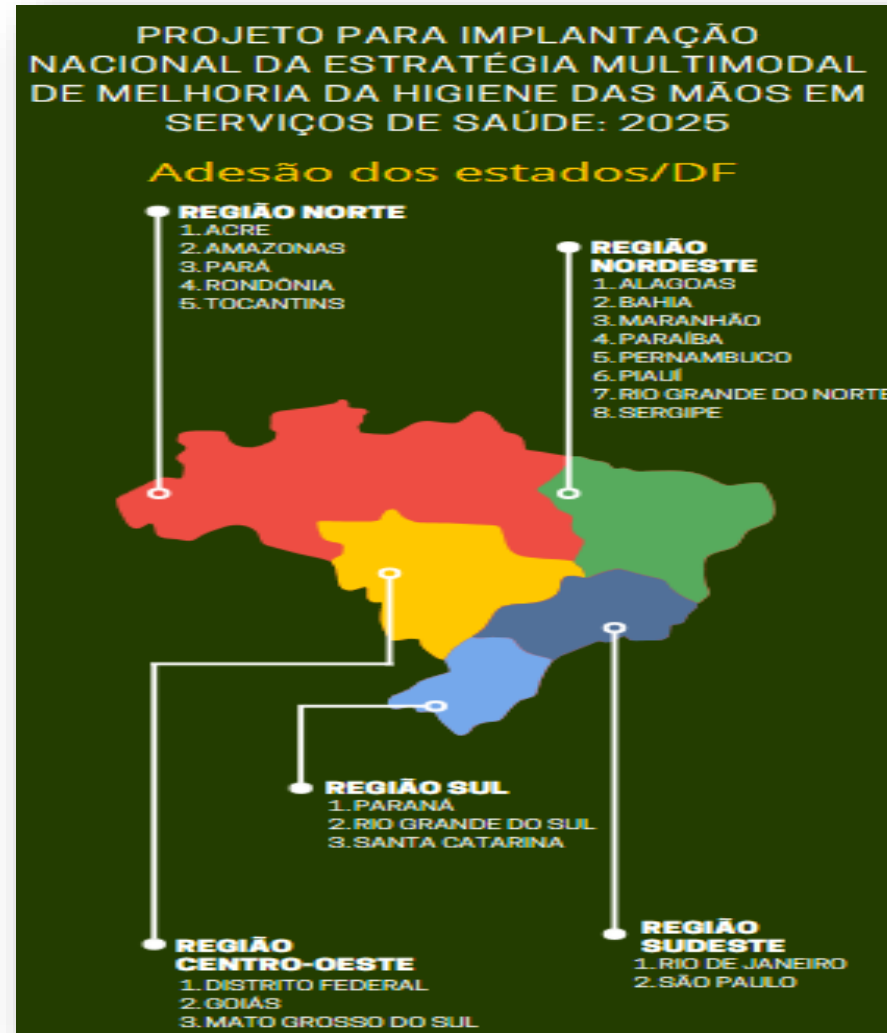 PROJETO PARA IMPLANTAÇÃO
NACIONAL DA ESTRATÉGIA MULTIMODAL
DE MELHORIA DA HIGIENE DAS MÃOS EM
SERVIÇOS DE SAÚDE: 2025
Adesão dos estados/DF
REGIÃO NORTE
1. ACRE
2. AMAZONAS
3. PARÁ
4. RONDÔNIA
5. TOCANTINS
REGIÃO
NORDESTE
1. ALAGOAS
2. BAHIA
3. MARANHÃO
4. PARAÍBA
5. PERNAMBUCO
6. PIAUÍ
7. RIO GRANDE DO NORTE
8. SERGIPE
REGIÃO SUL
1. PARANÁ
2. RIO GRANDE DO SUL
3. SANTA CATARINA
REGIÃO
CENTRO-OESTE
1. DISTRITO FEDERAL
2. GOIÁS
3. MATO GROSSO DO SUL
REGIÃO
SUDESTE
1. RIO DE JANEIRO
2. SÃO PAULO